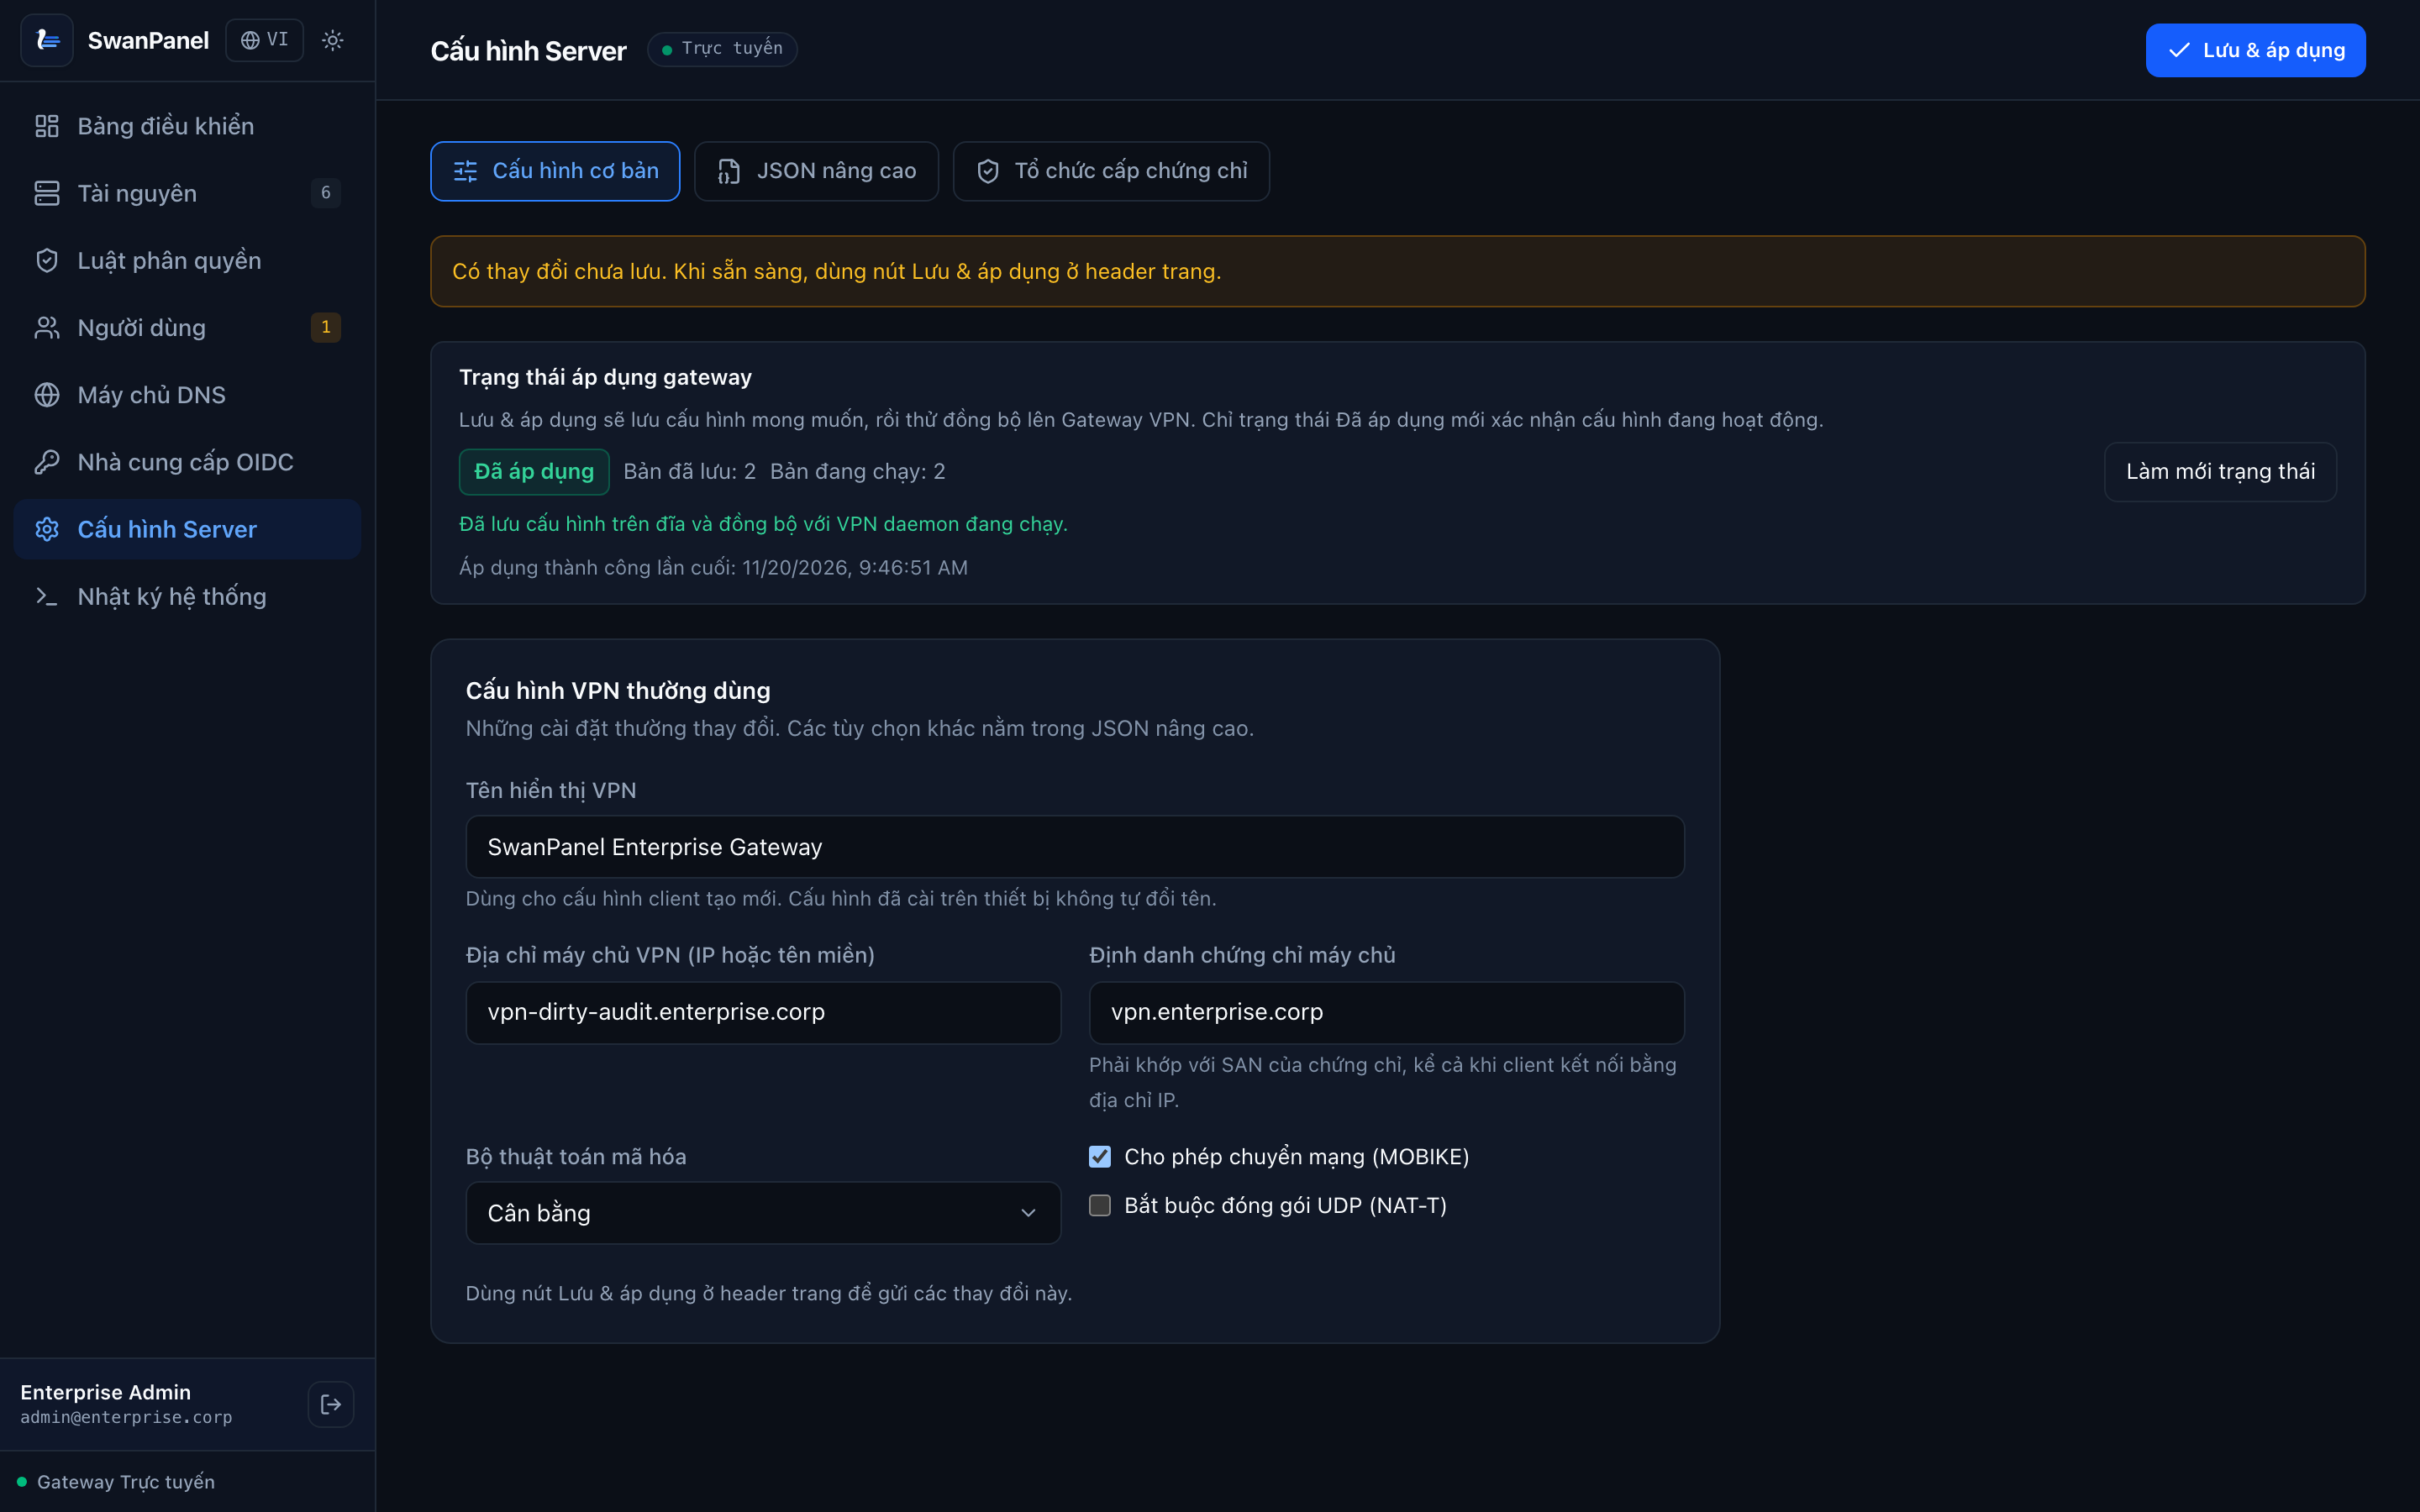 SwanPanel
VI
Bảng điều khiển
Tài nguyên
6
Luật phân quyền
Người dùng
1
Máy chủ DNS
Nhà cung cấp OIDC
Cấu hình Server
Nhật ký hệ thống
Enterprise Admin
admin@enterprise.corp
Gateway Trực tuyến
Cấu hình Server
Trực tuyến
Lưu & áp dụng
Cấu hình cơ bản
JSON nâng cao
Tổ chức cấp chứng chỉ
Có thay đổi chưa lưu. Khi sẵn sàng, dùng nút Lưu & áp dụng ở header trang.
Trạng thái áp dụng gateway
Lưu & áp dụng sẽ lưu cấu hình mong muốn, rồi thử đồng bộ lên Gateway VPN. Chỉ trạng thái Đã áp dụng mới xác nhận cấu hình đang hoạt động.
Đã áp dụng
Bản đã lưu: 2
Bản đang chạy: 2
Làm mới trạng thái
Đã lưu cấu hình trên đĩa và đồng bộ với VPN daemon đang chạy.
Áp dụng thành công lần cuối: 11/20/2026, 9:46:51 AM
Cấu hình VPN thường dùng
Những cài đặt thường thay đổi. Các tùy chọn khác nằm trong JSON nâng cao.
Tên hiển thị VPN
SwanPanel Enterprise Gateway
Dùng cho cấu hình client tạo mới. Cấu hình đã cài trên thiết bị không tự đổi tên.
Địa chỉ máy chủ VPN (IP hoặc tên miền)
vpn-dirty-audit.enterprise.corp
Định danh chứng chỉ máy chủ
vpn.enterprise.corp
Phải khớp với SAN của chứng chỉ, kể cả khi client kết nối bằng
địa chỉ IP.
Bộ thuật toán mã hóa
Cân bằng
Cho phép chuyển mạng (MOBIKE)
Bắt buộc đóng gói UDP (NAT-T)
Dùng nút Lưu & áp dụng ở header trang để gửi các thay đổi này.